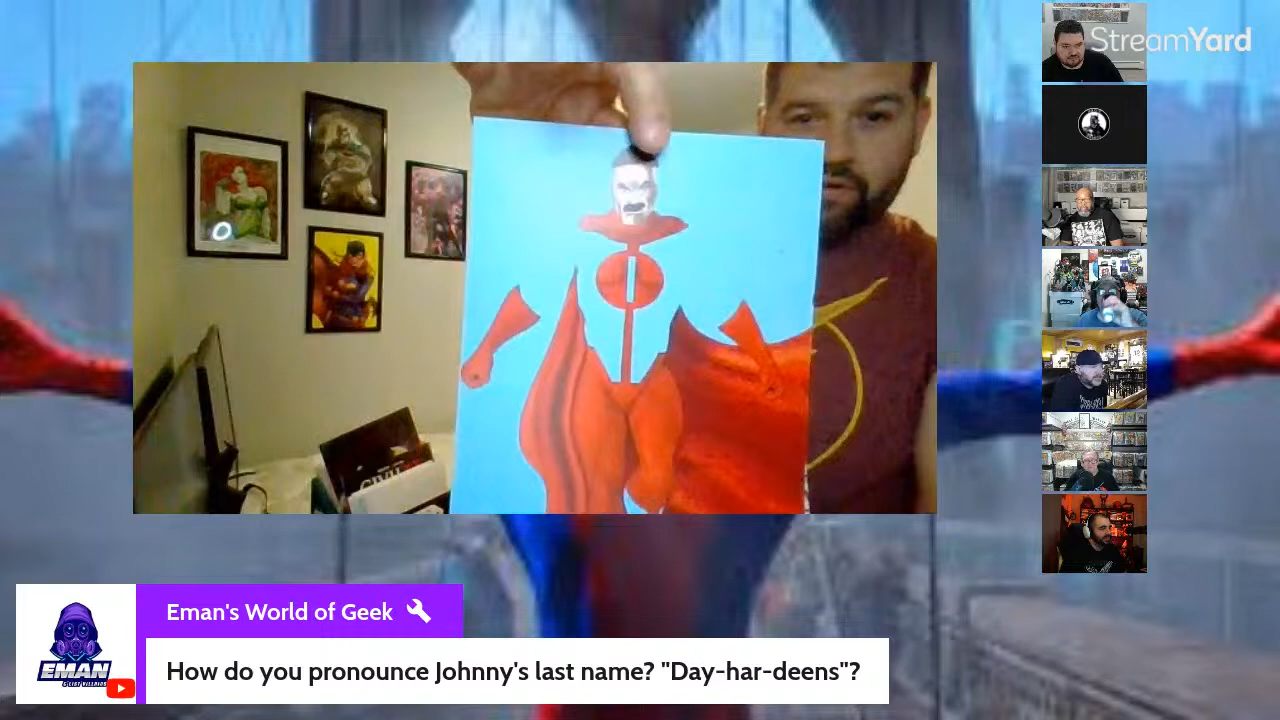 StreamYard
CIVIL
Eman's World of Geek
How do you pronounce Johnny's last name? "Day-har-deens"?
EMAN